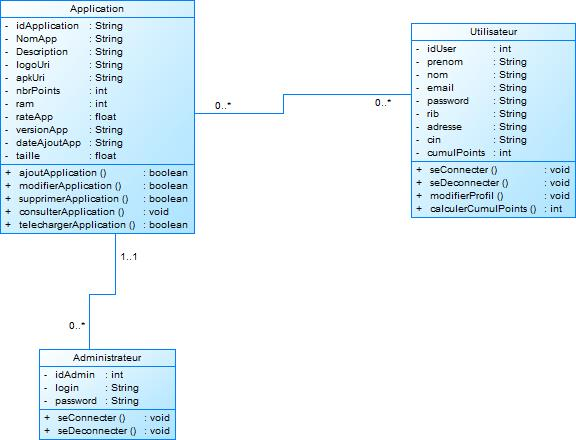 Application
- idApplication : String
- NomApp : String
- Description : String
- logoUri : String
- apkUri : String
- nbrPoints : int
- ram : int
- rateApp : float
- versionApp : String
- dateAjoutApp : String
- taille : float
+ ajoutApplication () : boolean
+ modifierApplication () : boolean
+ supprimerApplication () : boolean
+ consulterApplication () : void
+ telechargerApplication () : boolean
0..*
0..*
Utilisateur
- idUser : int
- prenom : String
- nom : String
- email : String
- password : String
- rib : String
- adresse : String
- cin : String
- cumulPoints : int
+ seConnecter () : void
+ seDeconnecter () : void
+ modifierProfil () : void
+ calculerCumulPoints () : int
1..1
0..*
Administrateur
- idAdmin : int
- login : String
- password : String
+ seConnecter () : void
+ seDeconnecter () : void